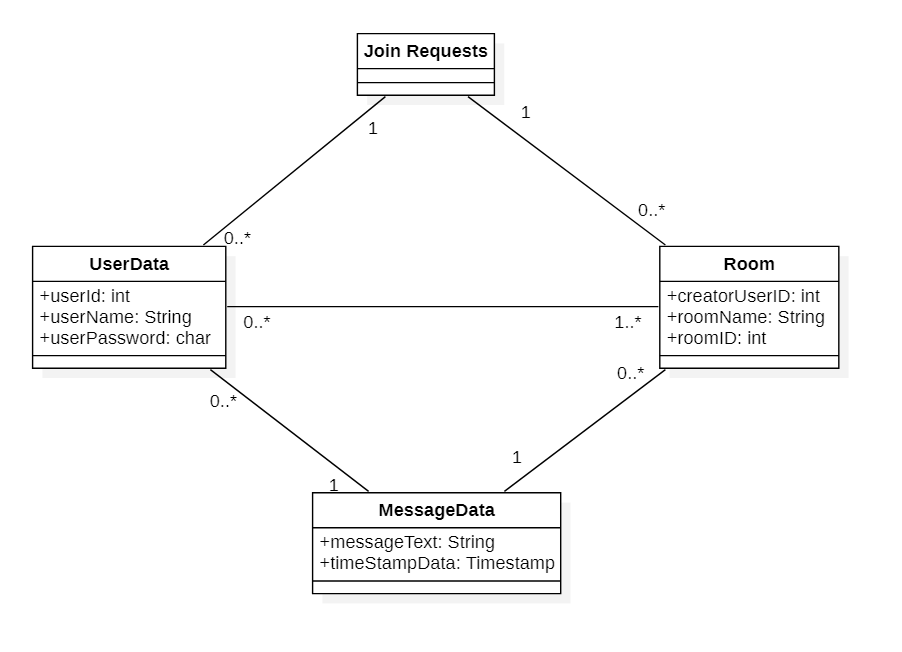 Join Requests
1
1
0..*
0..*
UserData
+userId: int
+userName: String
+userPassword: char
Room
+creatorUserID: int
+roomName: String
+roomID: int
0..*
1..*
0..*
0..*
1
1
MessageData
+messageText: String
+timeStampData: Timestamp